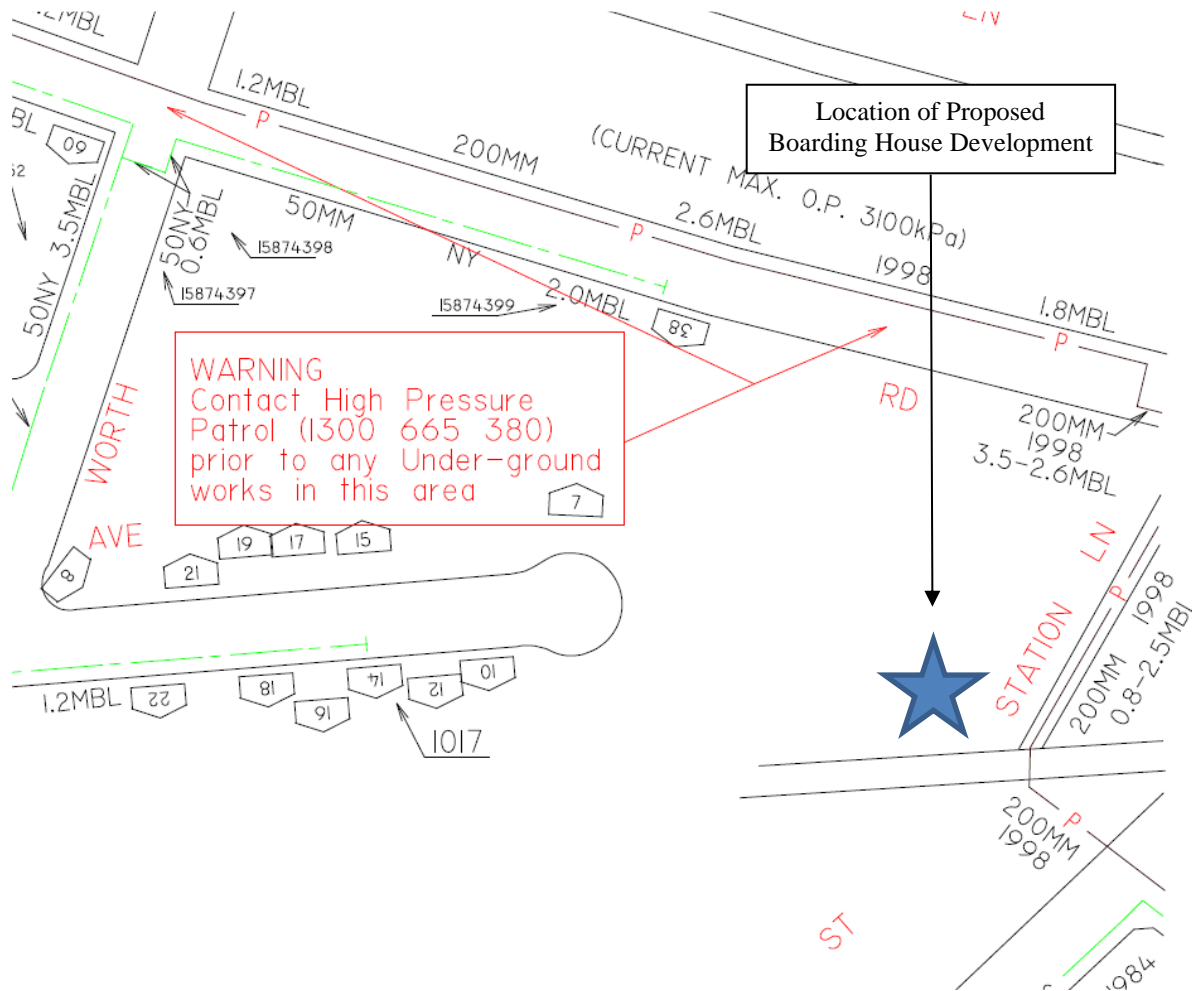 .2MBL
LN
1.2MBL
P
200MM
(CURRENT MAX. O.P. 3100kPa)
2.6MBL
P
1998
1.8MBL
P
Location of Proposed
Boarding House Development
BL
60
50NY 3.5MBL
50NY
0.6MBL
50MM
NY
2.0MBL
15874398
15874397
15874399
38
RD
200MM
1998
3.5-2.6MBL
WARNING
Contact High Pressure
Patrol (1300 665 380)
prior to any Under-ground
works in this area
7
WORTH
AVE
8
21
19
17
15
1.2MBL
22
18
16
14
12
10
1017
STATION LN
P
200MM 1998
0.8-2.5MBL
200MM
1998
P
ST
1984